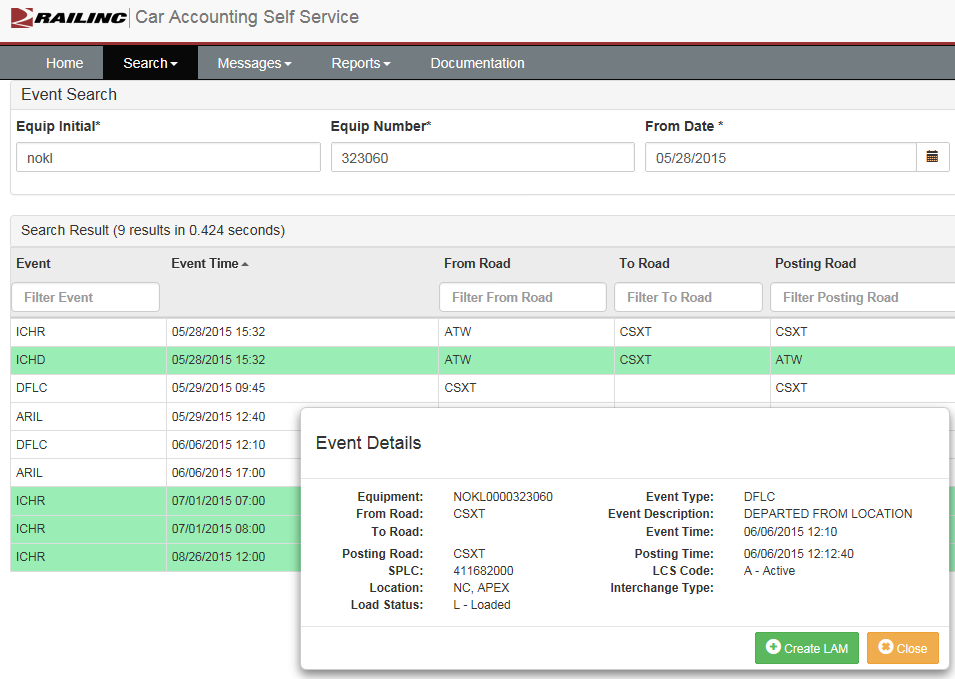 RAILINC Car Accounting Self Service
Home Search Messages Reports Documentation
Event Search
Equip Initial* Equip Number* From Date *
nokl 323060 05/28/2015
Search Result (9 results in 0.424 seconds)
Event Event Time From Road To Road Posting Road
Filter Event Filter From Road Filter To Road Filter Posting Road
ICHR 05/28/2015 15:32 ATW CSXT CSXT
ICHD 05/28/2015 15:32 ATW CSXT ATW
DFLC 05/29/2015 09:45 CSXT CSXT
ARIL 05/29/2015 12:40
DFLC 06/06/2015 12:10
ARIL 06/06/2015 17:00
ICHR 07/01/2015 07:00
ICHR 07/01/2015 08:00
ICHR 08/26/2015 12:00
Event Details
Equipment: NOKL0000323060 Event Type: DFLC
From Road: CSXT Event Description: DEPARTED FROM LOCATION
To Road: Event Time: 06/06/2015 12:10
Posting Road: CSXT Posting Time: 06/06/2015 12:12:40
SPLC: 411682000 LCS Code: A - Active
Location: NC, APEX Interchange Type:
Load Status: L - Loaded
Create LAM Close